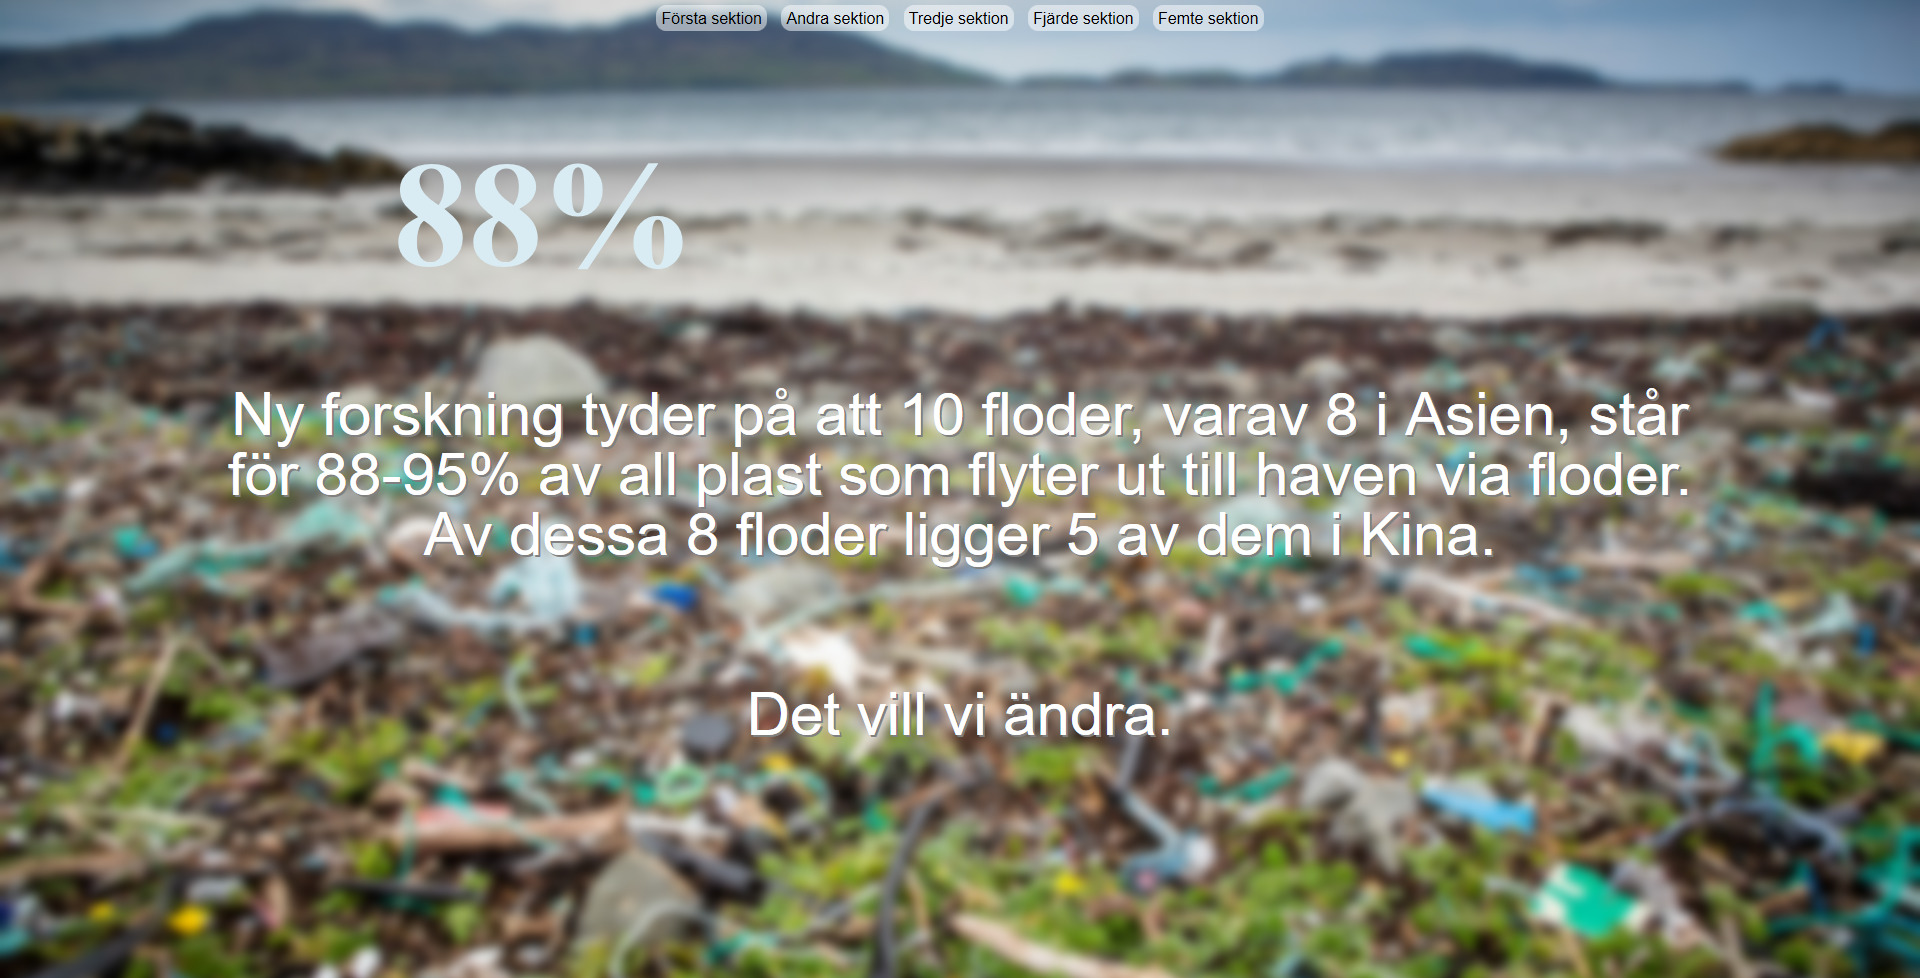 Första sektion Andra sektion Tredje sektion Fjärde sektion Femte sektion
88%
Ny forskning tyder på att 10 floder, varav 8 i Asien, står
för 88-95% av all plast som flyter ut till haven via floder.
Av dessa 8 floder ligger 5 av dem i Kina.
Det vill vi ändra.